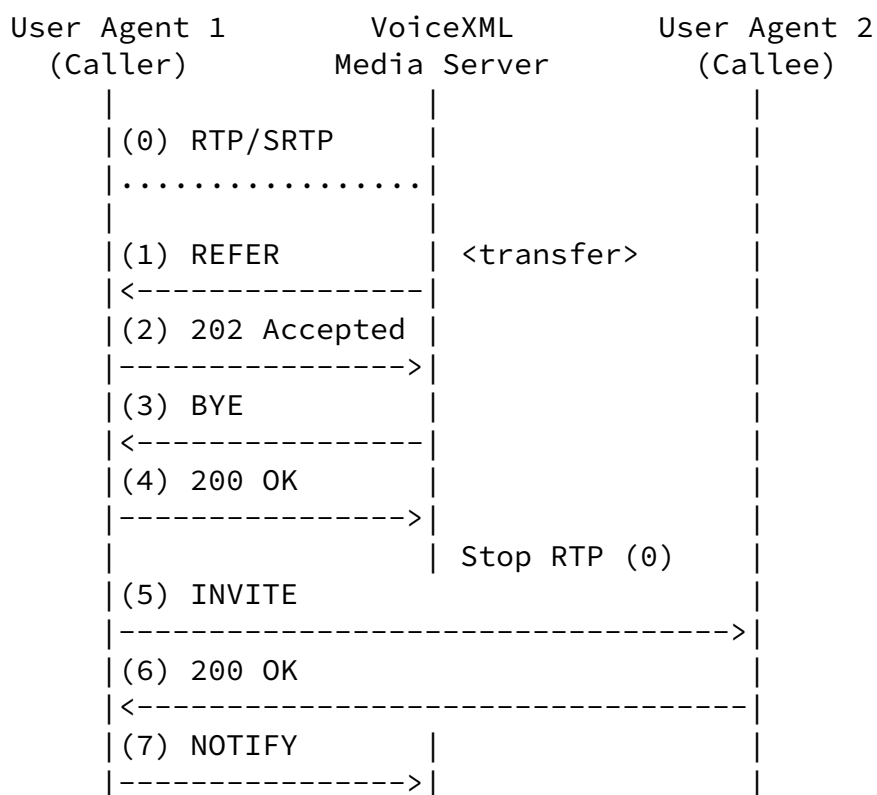 User Agent 1 VoiceXML User Agent 2
(Caller) Media Server (Callee)
(0) RTP/SRTP
(1) REFER <transfer>
(2) 202 Accepted
(3) BYE
(4) 200 OK
Stop RTP (0)
(5) INVITE
(6) 200 OK
(7) NOTIFY